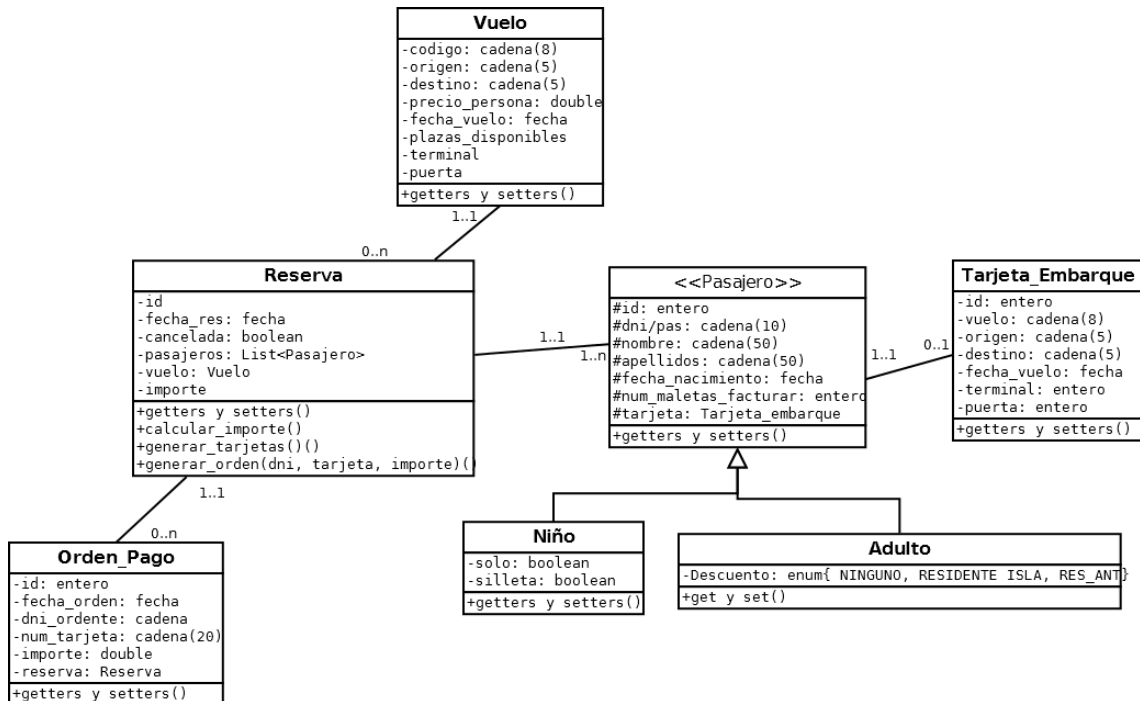 Vuelo
-codigo: cadena(8)
-origen: cadena(5)
-destino: cadena(5)
-precio_persona: double
-fecha_vuelo: fecha
-plazas_disponibles
-terminal
-puerta
+getters y setters()
1..1
0..n
Reserva
-id
-fecha_res: fecha
-cancelada: boolean
-pasajeros: List<Pasajero>
-vuelo: Vuelo
-importe
+getters y setters()
+calcular_importe()
+generar_tarjetas()()
+generar_orden(dni, tarjeta, importe)()
1..1
1..n
<<Pasajero>>
#id: entero
#dni/pas: cadena(10)
#nombre: cadena(50)
#apellidos: cadena(50)
#fecha_nacimiento: fecha
#num_maletas_facturar: entero
#tarjeta: Tarjeta_embarque
+getters y setters()
1..1
0..1
Tarjeta_Embarque
-id: entero
-vuelo: cadena(8)
-origen: cadena(5)
-destino: cadena(5)
-fecha_vuelo: fecha
-terminal: entero
-puerta: entero
+getters y setters()
1..1
0..n
Orden_Pago
-id: entero
-fecha_orden: fecha
-dni_ordente: cadena
-num_tarjeta: cadena(20)
-importe: double
-reserva: Reserva
+getters y setters()
Niño
-solo: boolean
-silleta: boolean
+getters y setters()
Adulto
-Descuento: enum{ NINGUNO, RESIDENTE ISLA, RES_ANT}
+get y set()